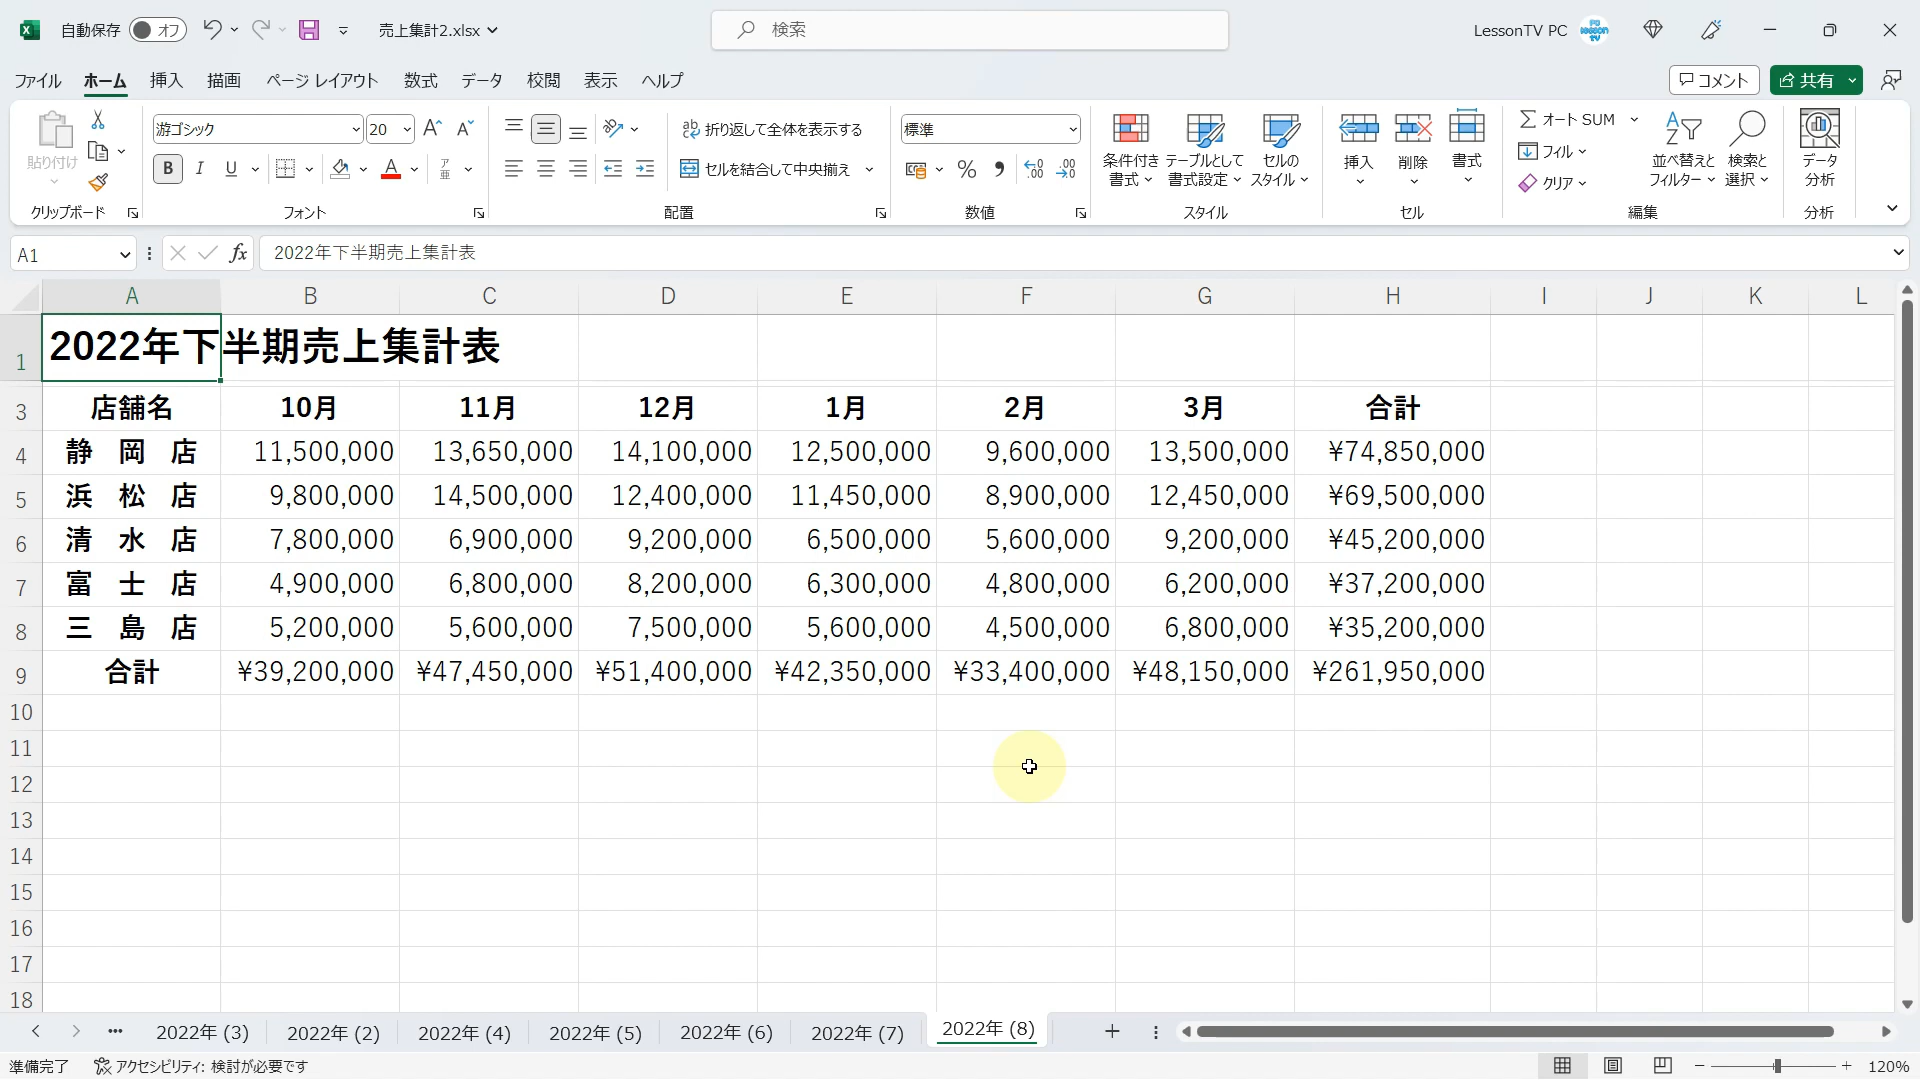 自動保存 オフ 売上集計2.xlsx 検索 LessonTV PC
ファイル ホーム 挿入 描画 ページ レイアウト 数式 データ 校閲 表示 ヘルプ コメント 共有
貼り付け
クリップボード
游ゴシック 20
B I U
フォント
折り返して全体を表示する
セルを結合して中央揃え
配置
標準
数値
条件付き書式 テーブルとして書式設定 セルのスタイル
スタイル
挿入 削除 書式
セル
オート SUM
フィル
クリア
並べ替えとフィルター 検索と選択
編集
データ分析
分析
A1 fx 2022年下半期売上集計表
A B C D E F G H I J K L
1 2022年下半期売上集計表
3 店舗名 10月 11月 12月 1月 2月 3月 合計
4 静 岡 店 11,500,000 13,650,000 14,100,000 12,500,000 9,600,000 13,500,000 ¥74,850,000
5 浜 松 店 9,800,000 14,500,000 12,400,000 11,450,000 8,900,000 12,450,000 ¥69,500,000
6 清 水 店 7,800,000 6,900,000 9,200,000 6,500,000 5,600,000 9,200,000 ¥45,200,000
7 富 士 店 4,900,000 6,800,000 8,200,000 6,300,000 4,800,000 6,200,000 ¥37,200,000
8 三 島 店 5,200,000 5,600,000 7,500,000 5,600,000 4,500,000 6,800,000 ¥35,200,000
9 合計 ¥39,200,000 ¥47,450,000 ¥51,400,000 ¥42,350,000 ¥33,400,000 ¥48,150,000 ¥261,950,000
10
11
12
13
14
15
16
17
18
2022年 (3) 2022年 (2) 2022年 (4) 2022年 (5) 2022年 (6) 2022年 (7) 2022年 (8)
準備完了 アクセシビリティ: 検討が必要です 120%